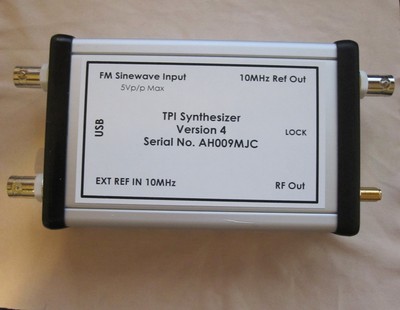 FM Sinewave Input
5Vp/p Max
10MHz Ref Out
USB
TPI Synthesizer
Version 4
Serial No. AH009MJC
LOCK
EXT REF IN 10MHz
RF Out